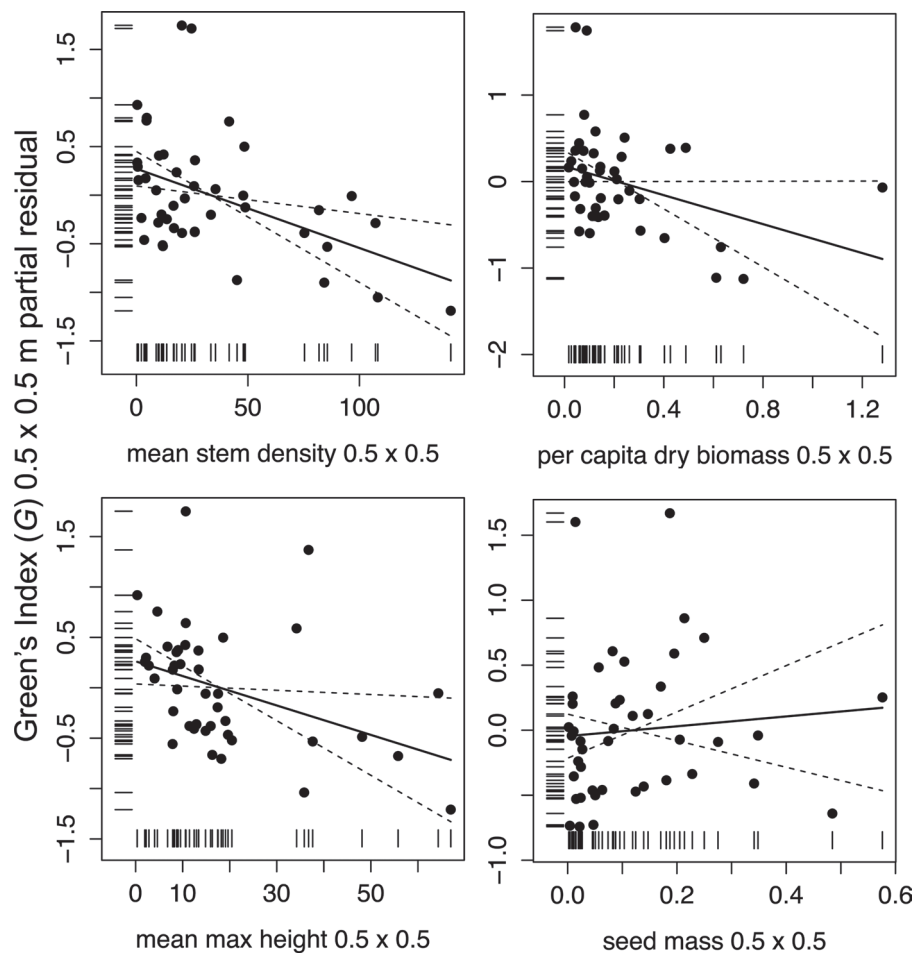 Green's Index (G) 0.5 x 0.5 m partial residual
1.5
0.5
−0.5
−1.5
0 50 100
mean stem density 0.5 x 0.5
1
0
−1
−2
0.0 0.4 0.8 1.2
per capita dry biomass 0.5 x 0.5
1.5
0.5
−0.5
−1.5
10 30 50
mean max height 0.5 x 0.5
1.0
0.5
0.0
−1.0
0.0 0.2 0.4 0.6
seed mass 0.5 x 0.5